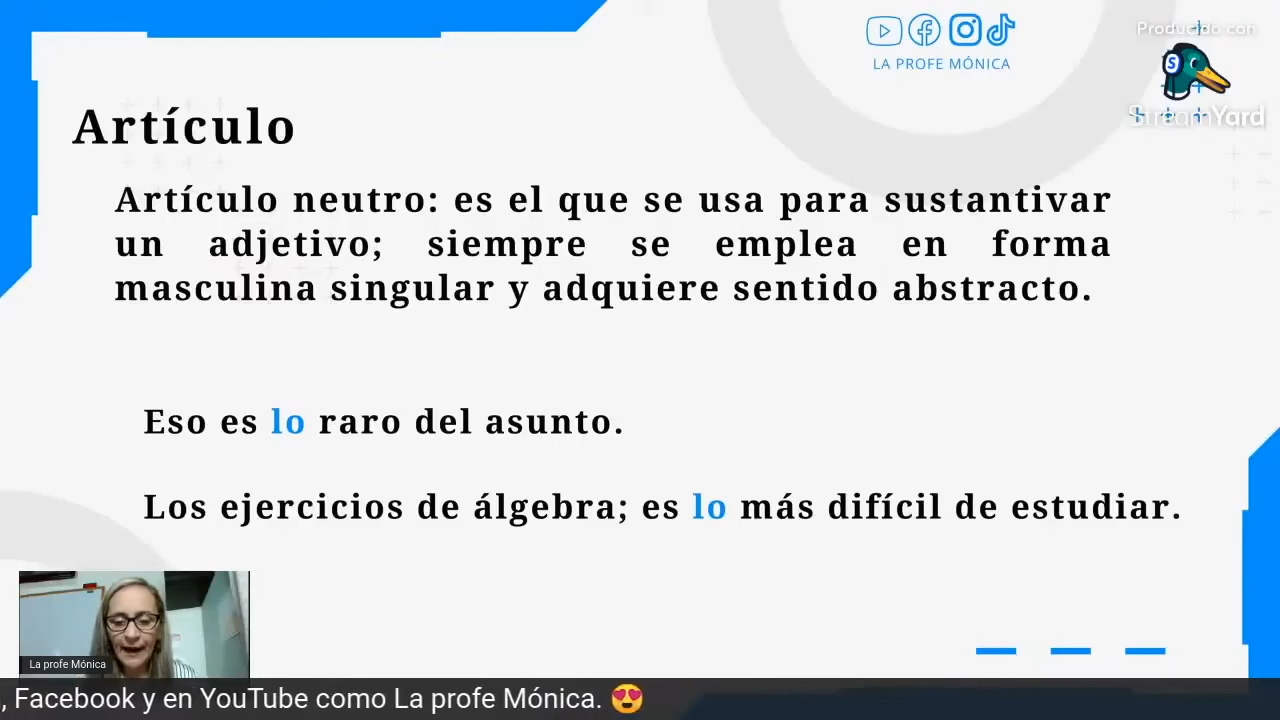 LA PROFE MÓNICA
Producido con
StreamYard
Artículo
Artículo neutro: es el que se usa para sustantivar
un adjetivo; siempre se emplea en forma
masculina singular y adquiere sentido abstracto.
Eso es lo raro del asunto.
Los ejercicios de álgebra; es lo más difícil de estudiar.
La profe Mónica
, Facebook y en YouTube como La profe Mónica. 😍